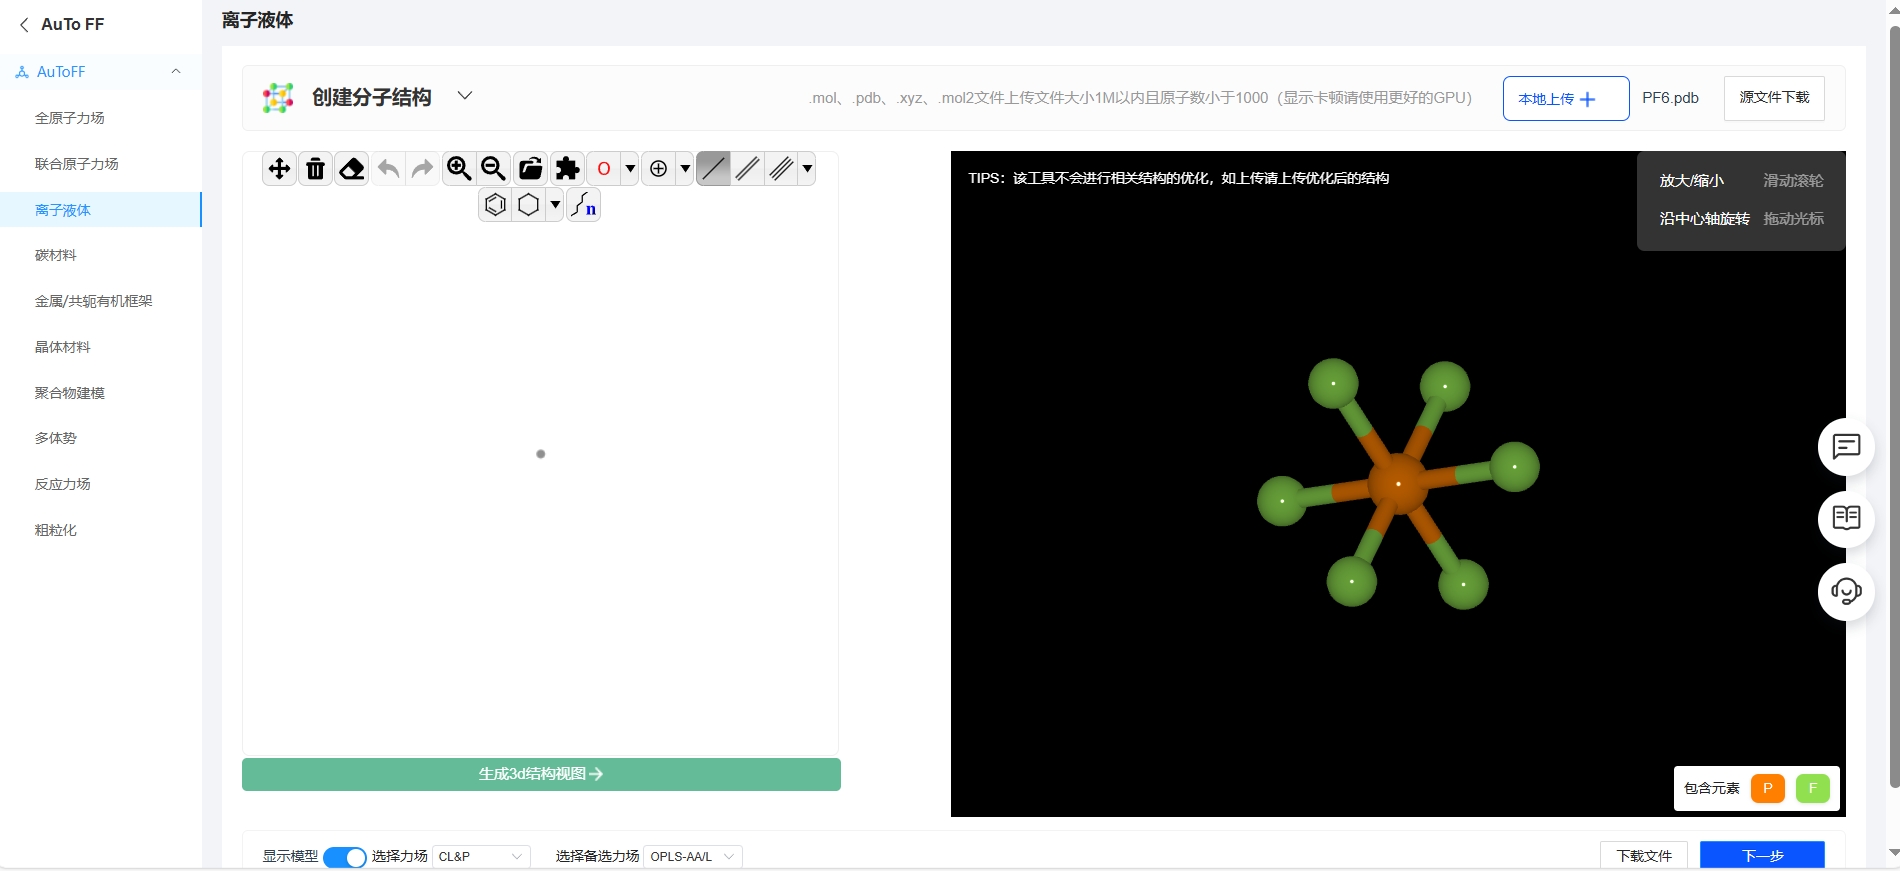 AuTo FF
离子液体
AuToFF
全原子力场
联合原子力场
离子液体
碳材料
金属/共轭有机框架
晶体材料
聚合物建模
多体势
反应力场
粗粒化
创建分子结构
.mol、.pdb、.xyz、.mol2文件上传文件大小1M以内且原子数小于1000（显示卡顿请使用更好的GPU）
本地上传
PF6.pdb
源文件下载
O
n
TIPS：该工具不会进行相关结构的优化，如上传请上传优化后的结构
放大/缩小 滑动滚轮
沿中心轴旋转 拖动光标
生成3d结构视图
包含元素 P F
显示模型 选择力场 CL&P 选择备选力场 OPLS-AA/L
下载文件
下一步